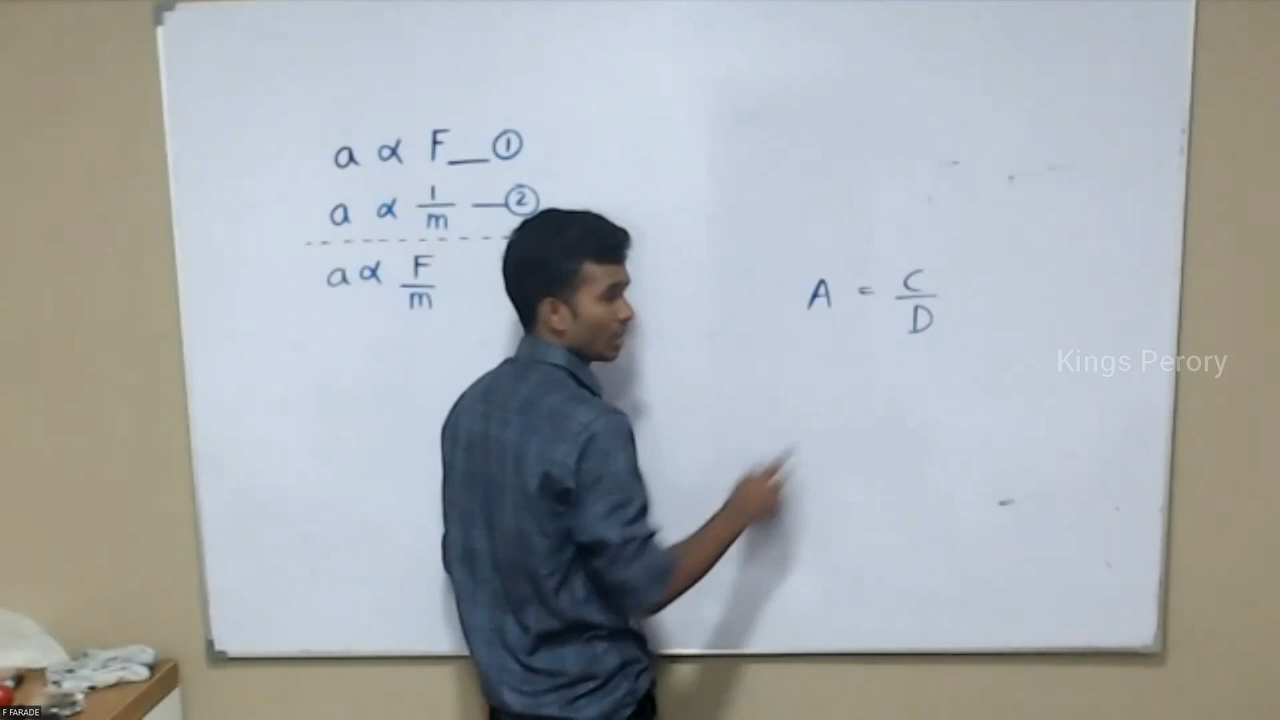 a ∝ F — ①
a ∝ 1/m — ②
a ∝ F/m
A = C/D
Kings Perory
F FARADE